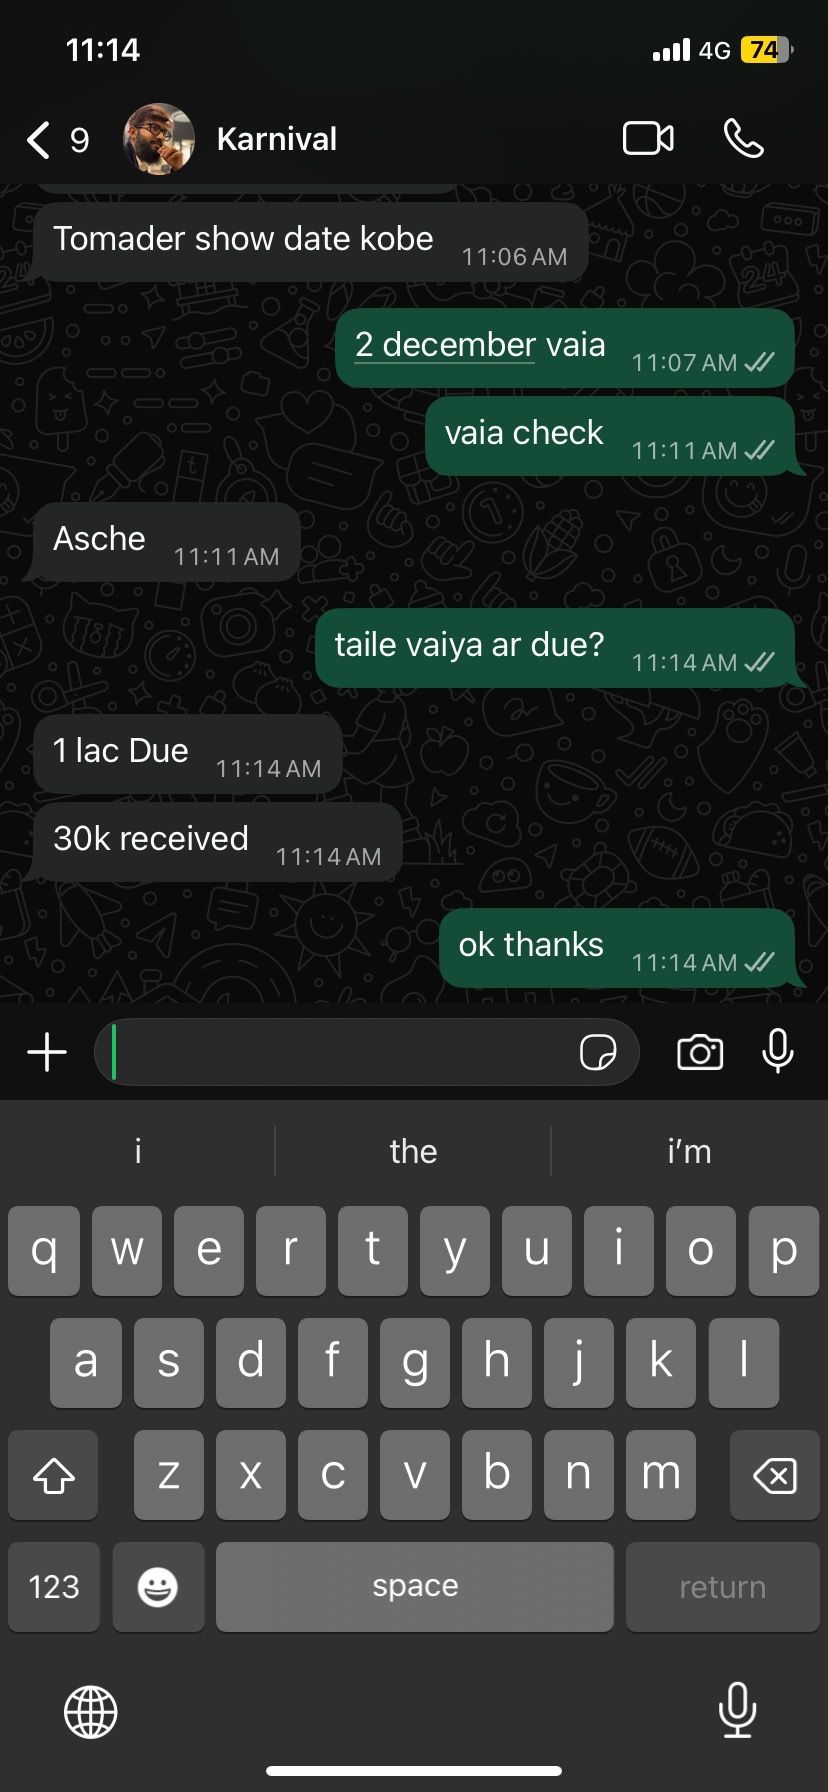 11:14
4G 74
9 Karnival
Tomader show date kobe 11:06 AM
2 december vaia 11:07 AM
vaia check 11:11 AM
Asche 11:11 AM
taile vaiya ar due? 11:14 AM
1 lac Due 11:14 AM
30k received 11:14 AM
ok thanks 11:14 AM
i the i'm
q w e r t y u i o p
a s d f g h j k l
z x c v b n m
123 space return